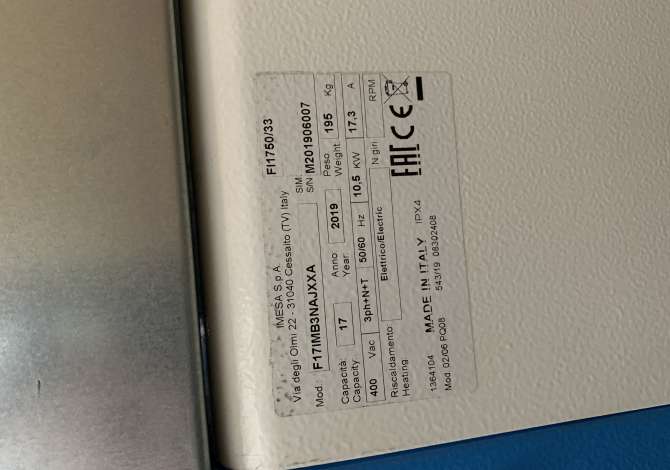 IMESA S.p.A.
Via degli Olmi 22 - 31040 Cessalto (TV) Italy
FI1750/33
SIM.
Mod. F17IMB3NAJXXA S/N M201906007
Capacità Capacity 17 Anno Year 2019 Peso Weight 195 Kg
400 Vac 3ph+N+T 50/60 Hz 10,5 KW 17,3 A
Riscaldamento Heating Elettrico/Electric N giri RPM
EAC CE
1364104 MADE IN ITALY IPX4
Mod. 02/06 PQ08 543/19 08302408